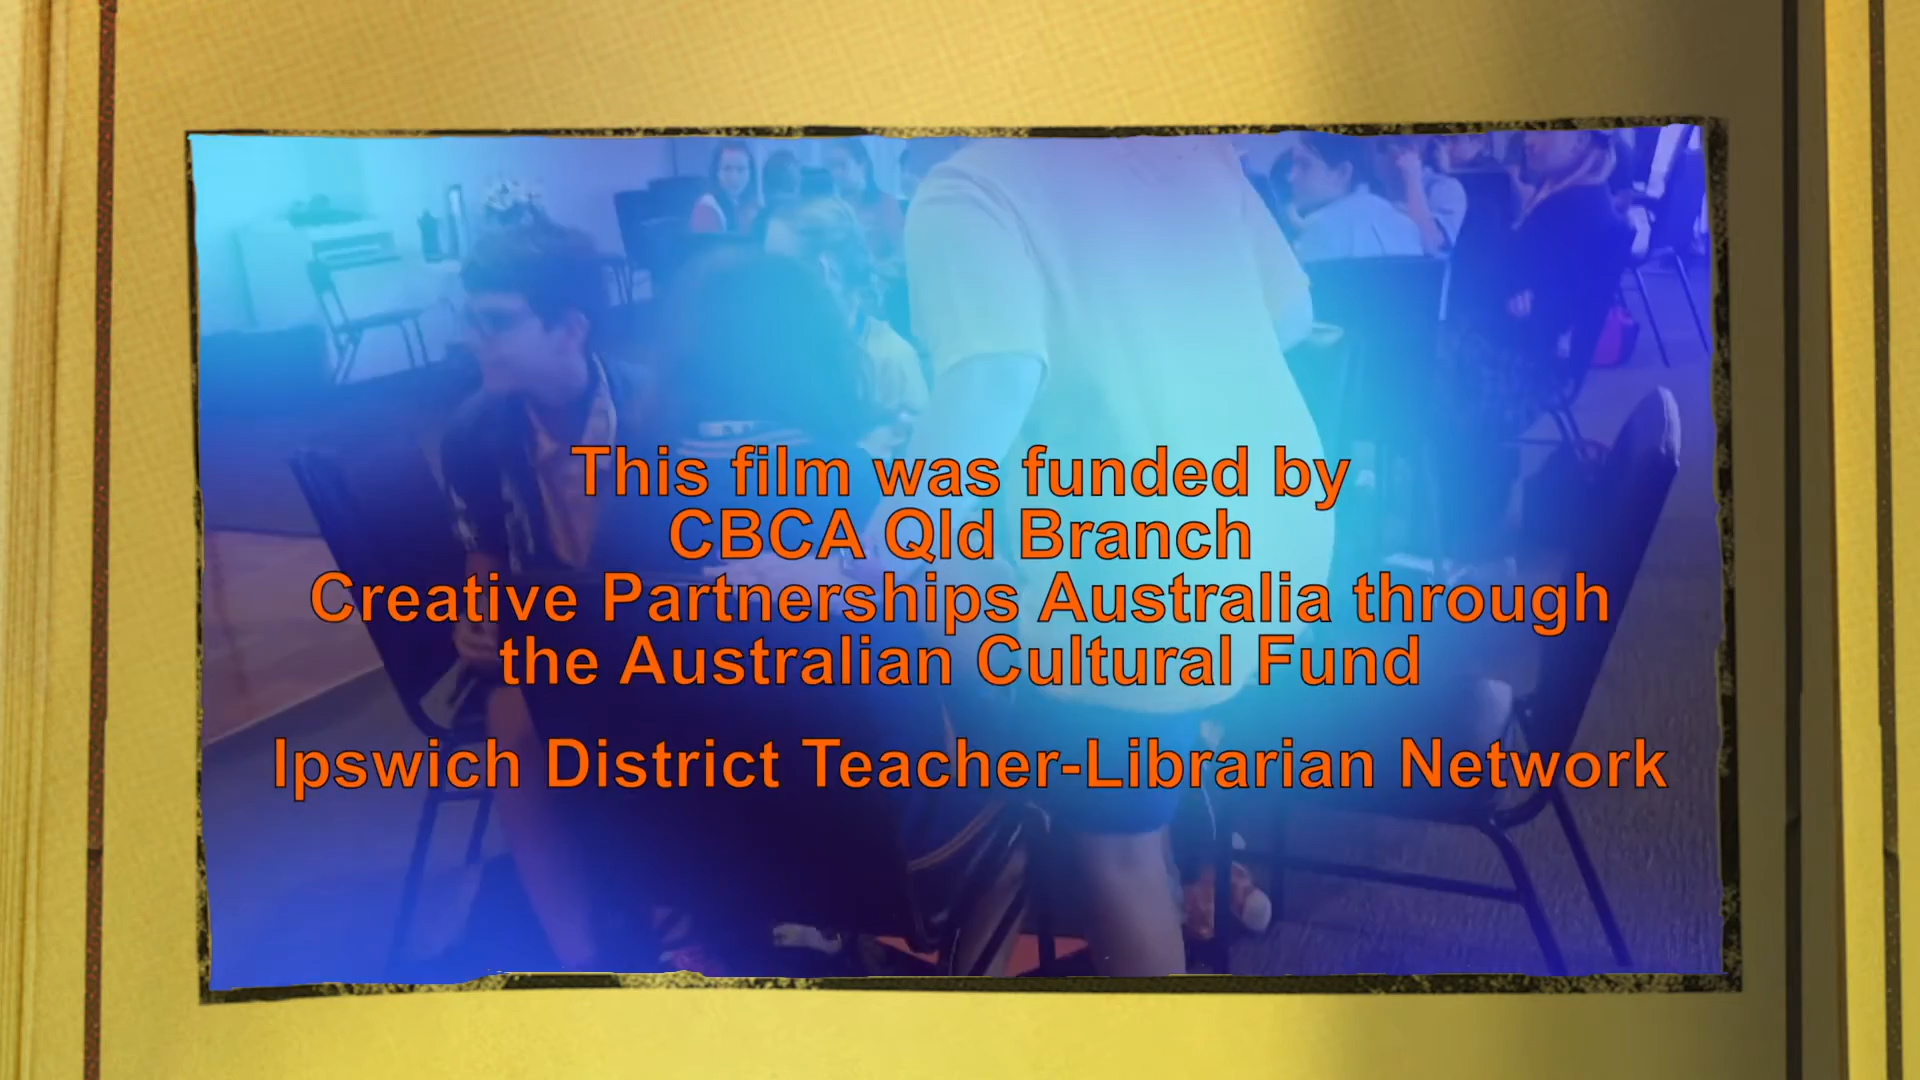 This film was funded by
CBCA Qld Branch
Creative Partnerships Australia through
the Australian Cultural Fund
Ipswich District Teacher-Librarian Network